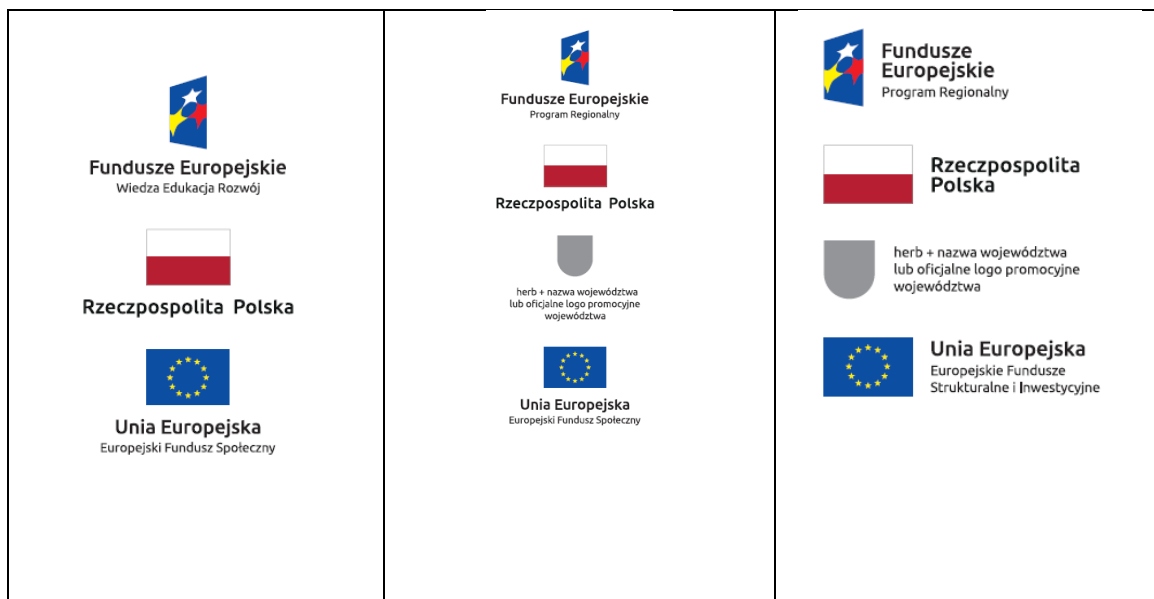 Fundusze Europejskie
Wiedza Edukacja Rozwój
Rzeczpospolita Polska
Unia Europejska
Europejski Fundusz Społeczny
Fundusze Europejskie
Program Regionalny
Rzeczpospolita Polska
herb + nazwa województwa
lub oficjalne logo promocyjne
województwa
Unia Europejska
Europejski Fundusz Społeczny
Fundusze
Europejskie
Program Regionalny
Rzeczpospolita
Polska
herb + nazwa województwa
lub oficjalne logo promocyjne
województwa
Unia Europejska
Europejskie Fundusze
Strukturalne i Inwestycyjne